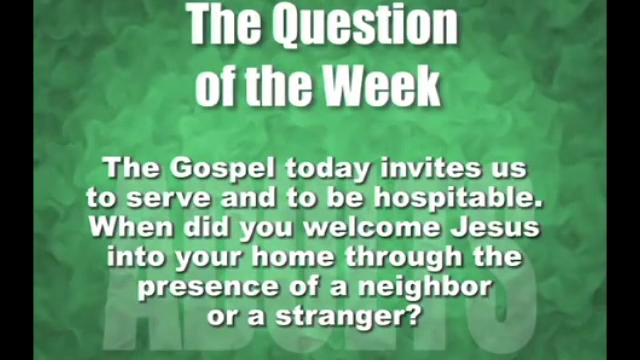 The Question
of the Week
The Gospel today invites us
to serve and to be hospitable.
When did you welcome Jesus
into your home through the
presence of a neighbor
or a stranger?
ADULTS